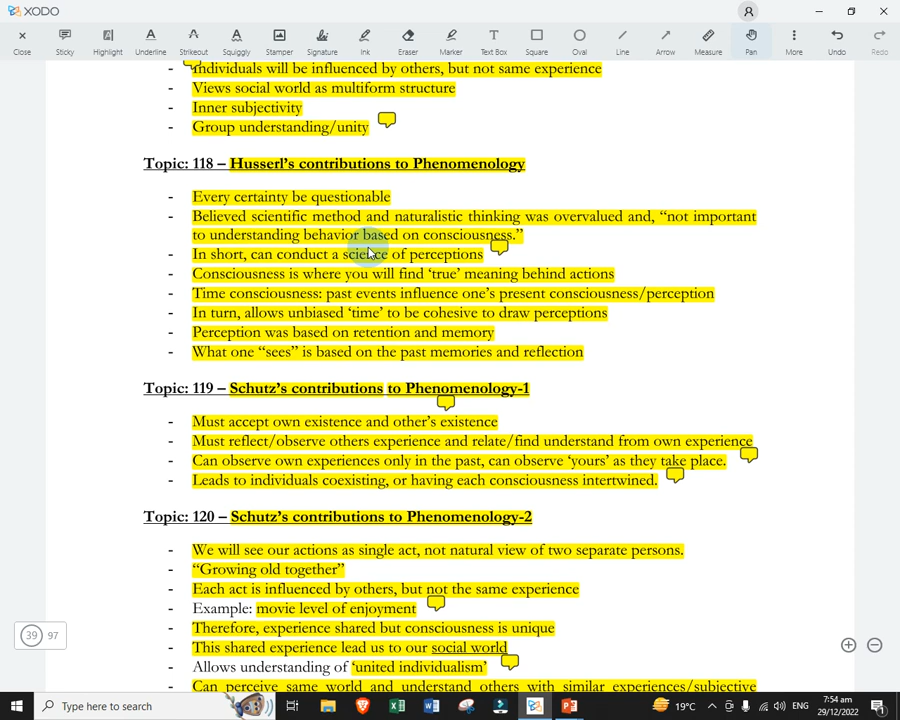 XODO
Close
Sticky
Highlight
Underline
Strikeout
Squiggly
Stamper
Signature
Ink
Eraser
Marker
Text Box
Square
Oval
Line
Arrow
Measure
Pan
More
Undo
Redo
- Individuals will be influenced by others, but not same experience
- Views social world as multiform structure
- Inner subjectivity
- Group understanding/unity
Topic: 118 – Husserl's contributions to Phenomenology
- Every certainty be questionable
- Believed scientific method and naturalistic thinking was overvalued and, “not important
to understanding behavior based on consciousness.”
- In short, can conduct a science of perceptions
- Consciousness is where you will find ‘true’ meaning behind actions
- Time consciousness: past events influence one's present consciousness/perception
- In turn, allows unbiased ‘time’ to be cohesive to draw perceptions
- Perception was based on retention and memory
- What one “sees” is based on the past memories and reflection
Topic: 119 – Schutz's contributions to Phenomenology-1
- Must accept own existence and other's existence
- Must reflect/observe others experience and relate/find understand from own experience
- Can observe own experiences only in the past, can observe ‘yours’ as they take place.
- Leads to individuals coexisting, or having each consciousness intertwined.
Topic: 120 – Schutz's contributions to Phenomenology-2
- We will see our actions as single act, not natural view of two separate persons.
- “Growing old together”
- Each act is influenced by others, but not the same experience
- Example: movie level of enjoyment
- Therefore, experience shared but consciousness is unique
- This shared experience lead us to our social world
- Allows understanding of ‘united individualism’
- Can perceive same world and understand others with similar experiences/subjective
39 97
Type here to search
19°C
ENG
7:54 am
29/12/2022
1